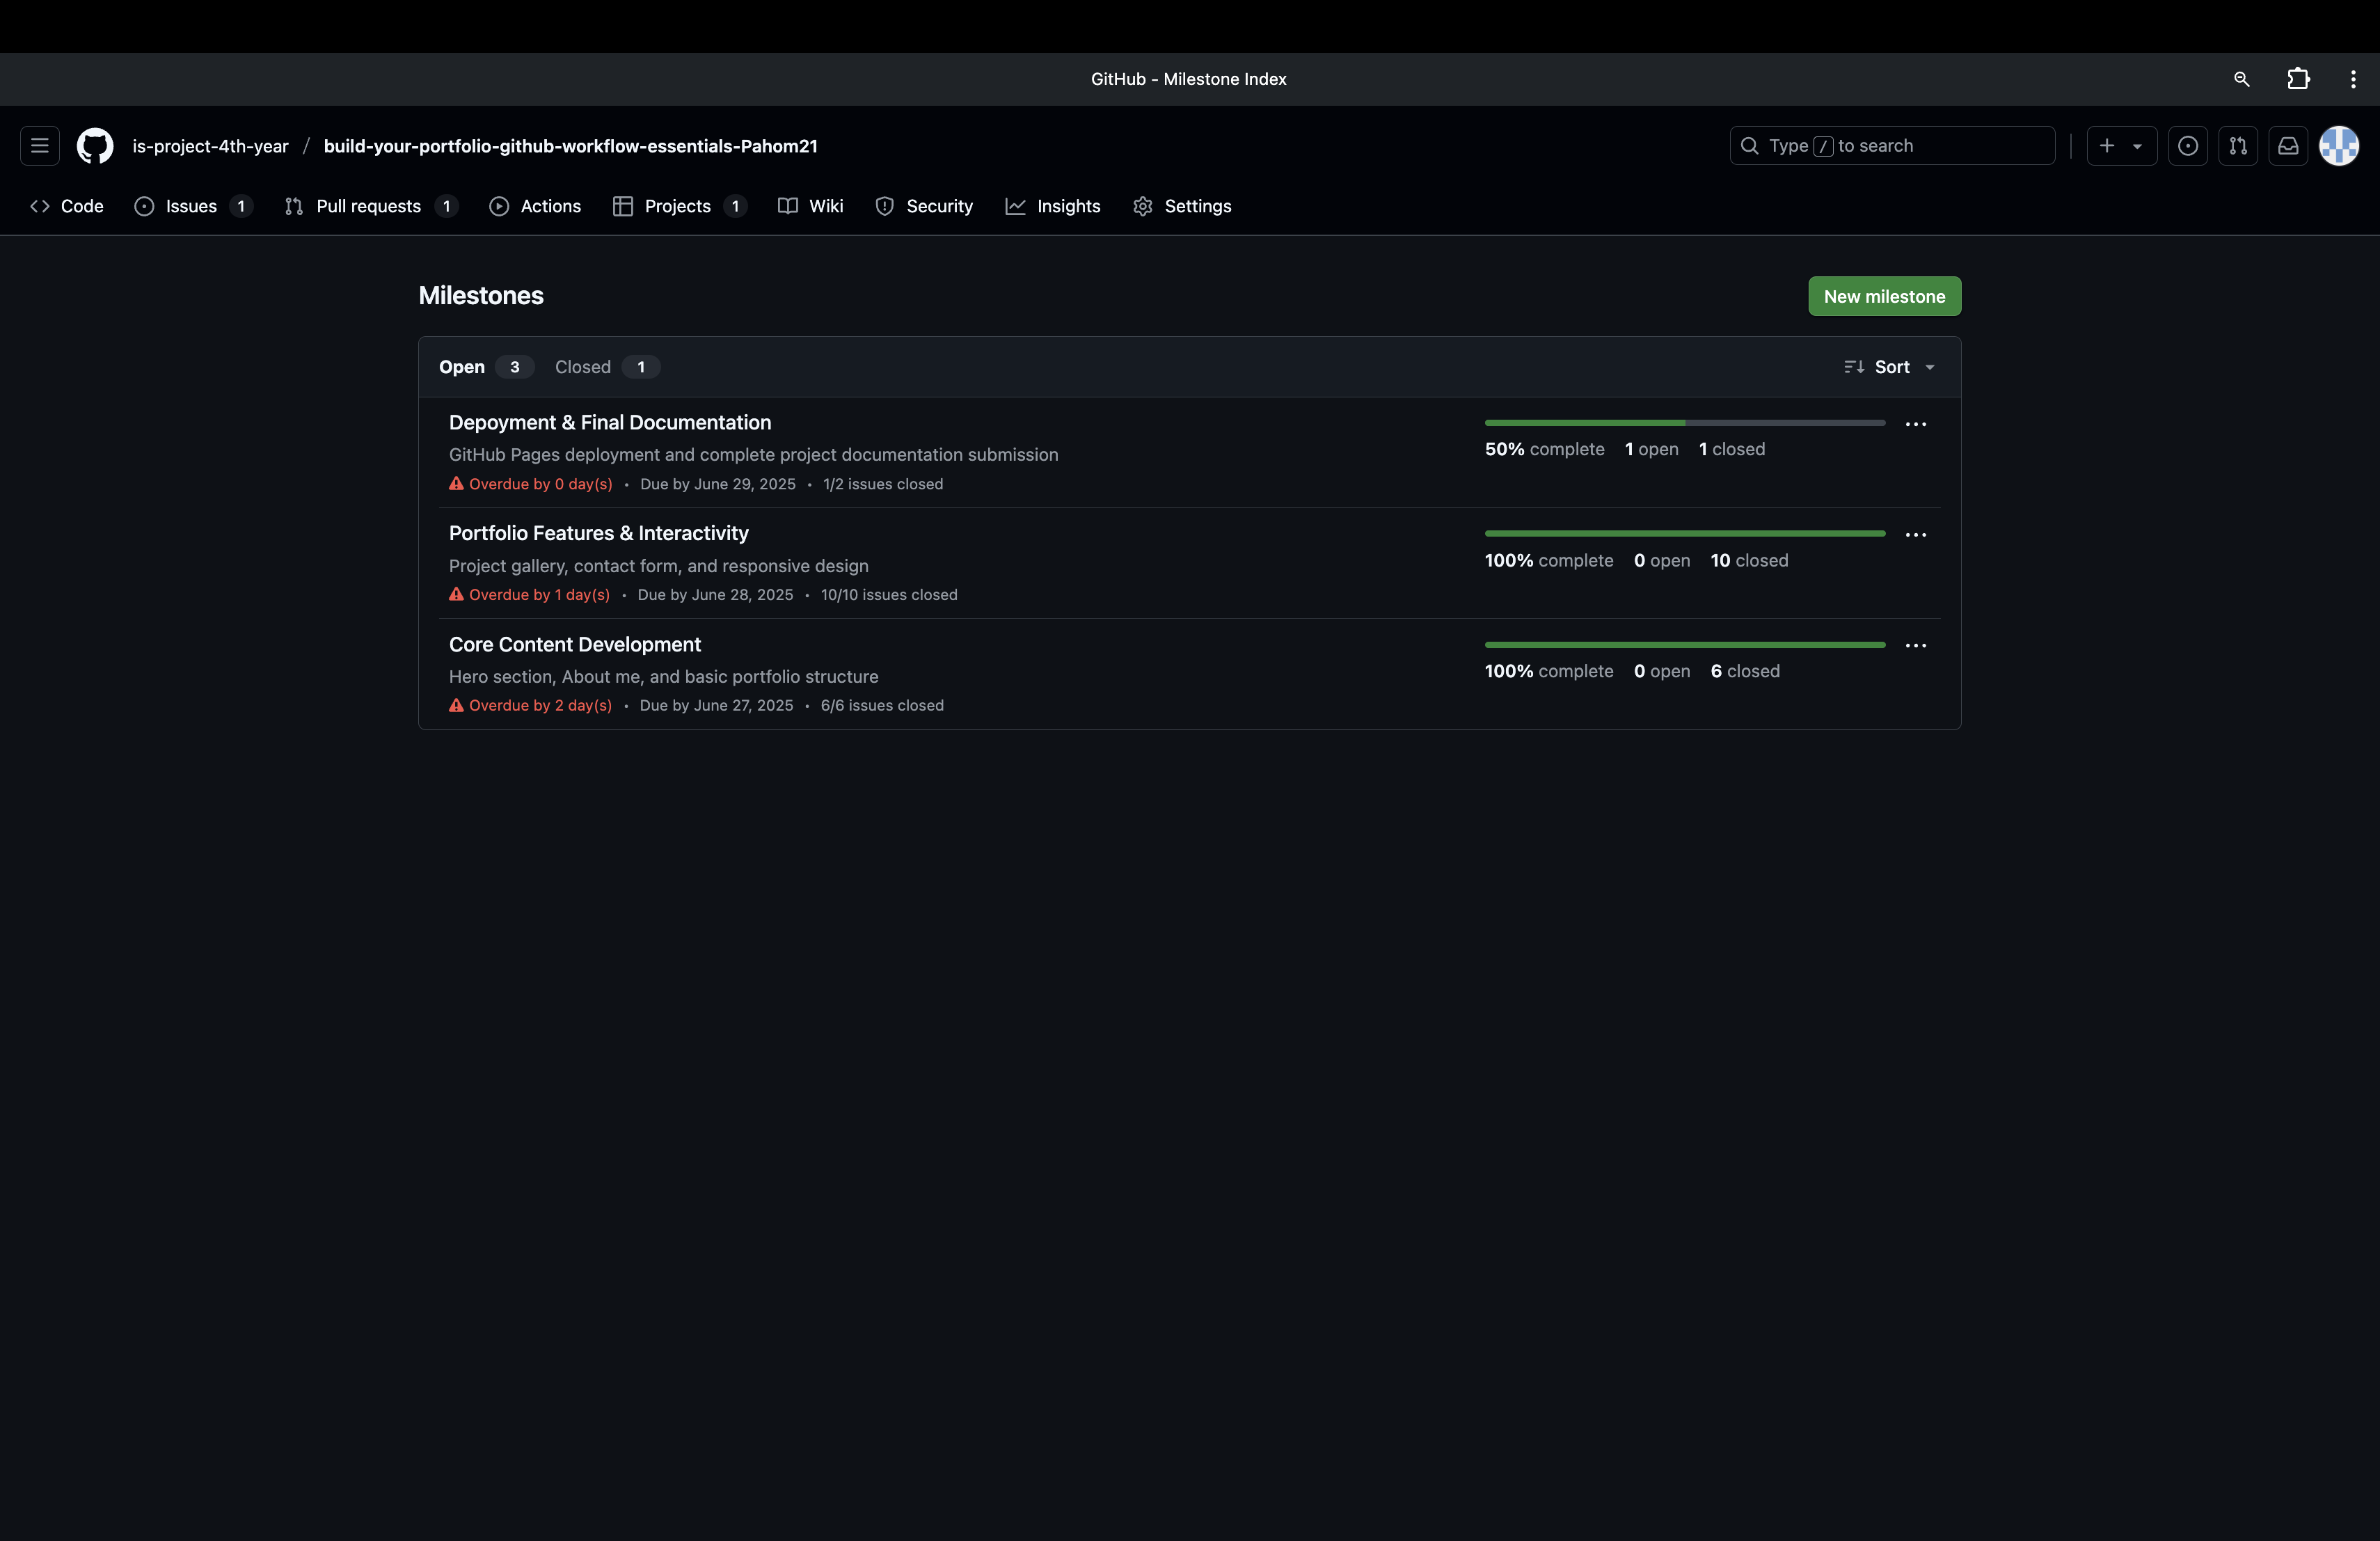 GitHub - Milestone Index
is-project-4th-year / build-your-portfolio-github-workflow-essentials-Pahom21
Type / to search
Code Issues 1 Pull requests 1 Actions Projects 1 Wiki Security Insights Settings
Milestones
New milestone
Open 3 Closed 1
Sort
Depoyment & Final Documentation
GitHub Pages deployment and complete project documentation submission
Overdue by 0 day(s) • Due by June 29, 2025 • 1/2 issues closed
50% complete 1 open 1 closed
Portfolio Features & Interactivity
Project gallery, contact form, and responsive design
Overdue by 1 day(s) • Due by June 28, 2025 • 10/10 issues closed
100% complete 0 open 10 closed
Core Content Development
Hero section, About me, and basic portfolio structure
Overdue by 2 day(s) • Due by June 27, 2025 • 6/6 issues closed
100% complete 0 open 6 closed